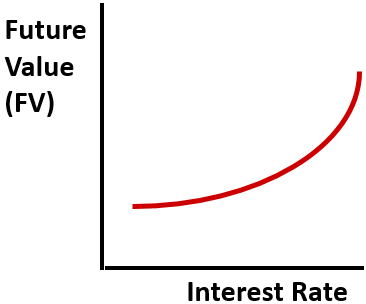 Future
Value
(FV)
Interest Rate